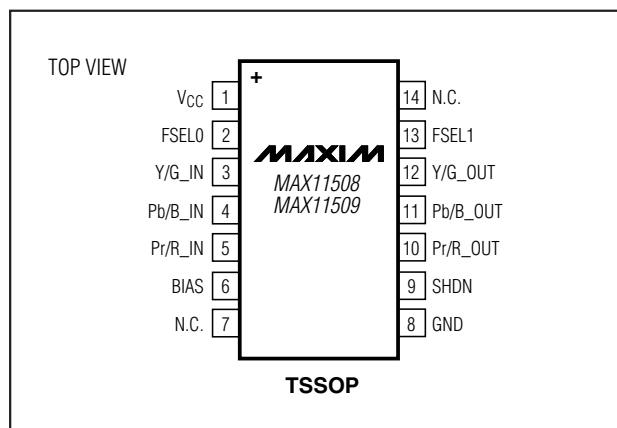 TOP VIEW
+
VCC 1
14 N.C.
FSEL0 2
13 FSEL1
Y/G_IN 3
12 Y/G_OUT
Pb/B_IN 4
11 Pb/B_OUT
Pr/R_IN 5
10 Pr/R_OUT
BIAS 6
9 SHDN
N.C. 7
8 GND
MAXIM
MAX11508
MAX11509
TSSOP